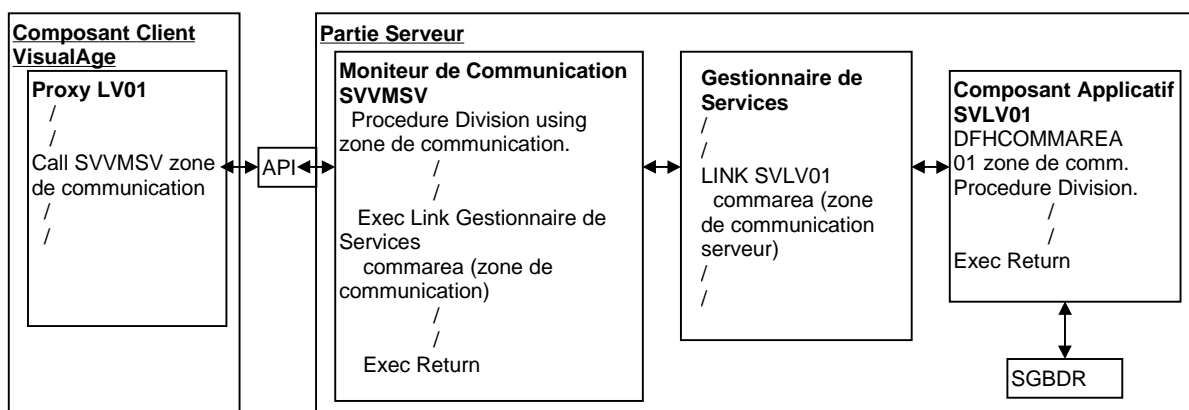 Composant Client
VisualAge
Proxy LV01
/
/
Call SVVMSV zone
de communication
/
/
API
Partie Serveur
Moniteur de Communication
SVVMSV
Procedure Division using
zone de communication.
/
/
Exec Link Gestionnaire de
Services
commarea (zone de
communication)
/
/
Exec Return
Gestionnaire de
Services
/
/
LINK SVLV01
commarea (zone
de communication
serveur)
/
/
Composant Applicatif
SVLV01
DFHCOMMAREA
01 zone de comm.
Procedure Division.
/
/
Exec Return
SGBDR